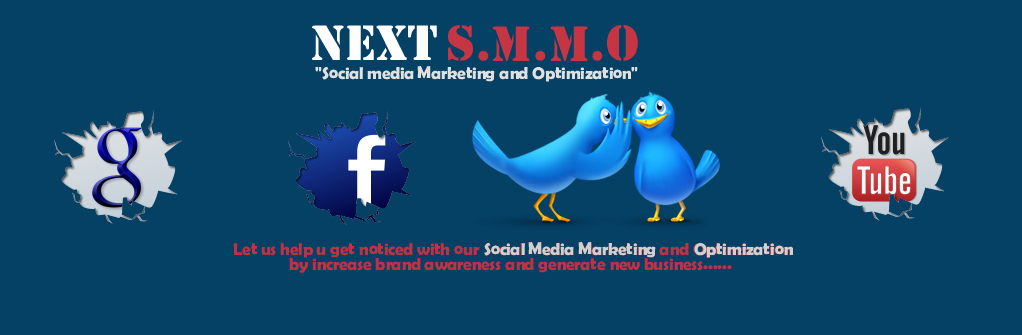 NEXT S.M.M.O
"Social media Marketing and Optimization"
g
f
You
Tube
Let us help u get noticed with our Social Media Marketing and Optimization
by increase brand awareness and generate new business......